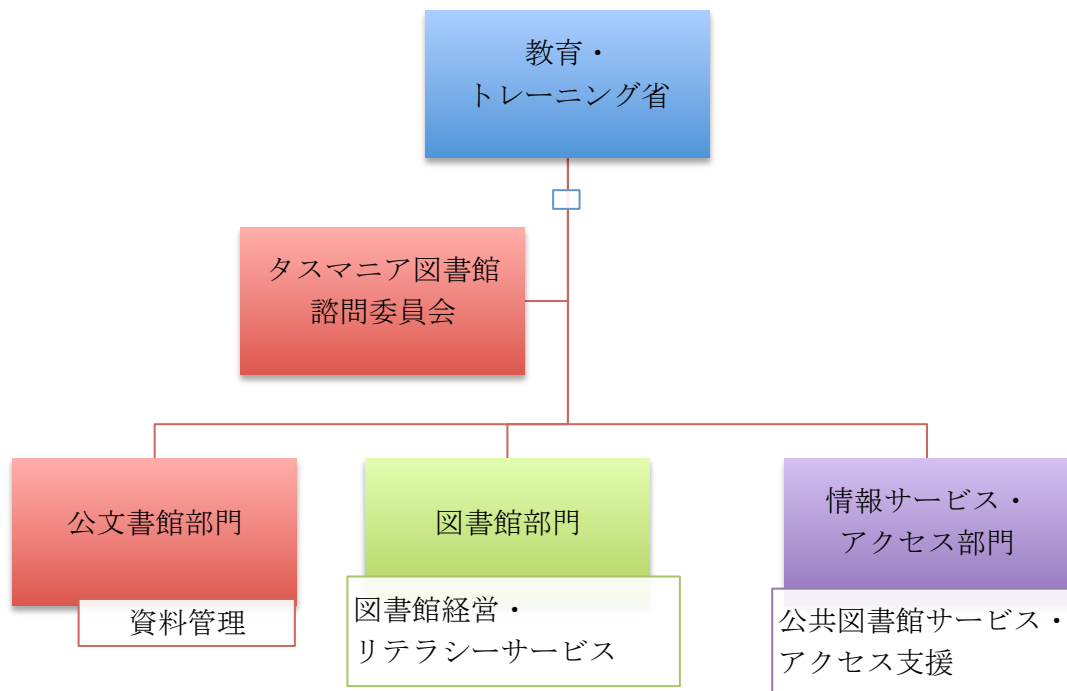 教育・
トレーニング省
タスマニア図書館
諮問委員会
公文書館部門
資料管理
図書館部門
図書館経営・
リテラシーサービス
情報サービス・
アクセス部門
公共図書館サービス・
アクセス支援